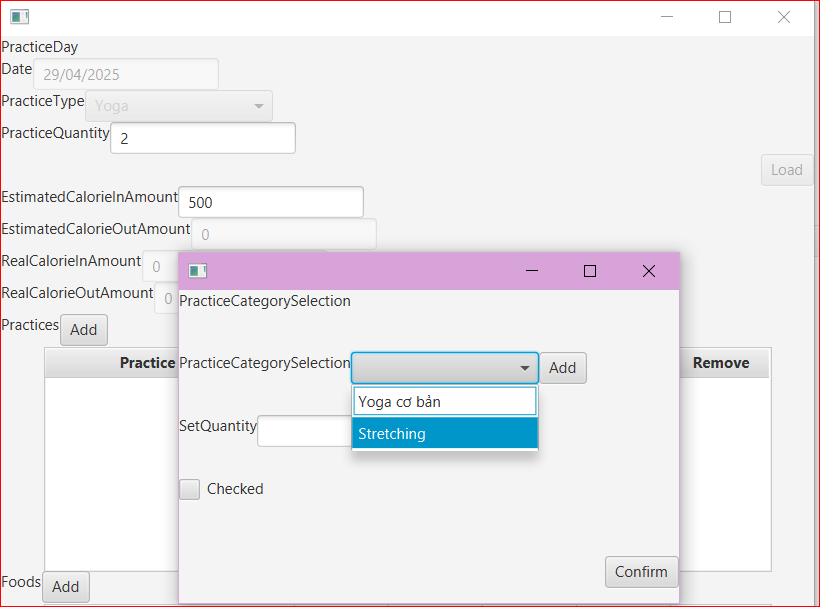 PracticeDay
Date 29/04/2025
PracticeType Yoga
PracticeQuantity 2
Load
EstimatedCalorieInAmount 500
EstimatedCalorieOutAmount 0
RealCalorieInAmount 0
RealCalorieOutAmount 0
Practices Add
Practice Remove
Foods Add
PracticeCategorySelection
PracticeCategorySelection Add
Yoga cơ bản
Stretching
SetQuantity
Checked
Confirm